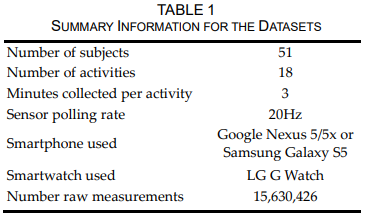 TABLE 1
SUMMARY INFORMATION FOR THE DATASETS
Number of subjects 51
Number of activities 18
Minutes collected per activity 3
Sensor polling rate 20Hz
Smartphone used Google Nexus 5/5x or
Samsung Galaxy S5
Smartwatch used LG G Watch
Number raw measurements 15,630,426